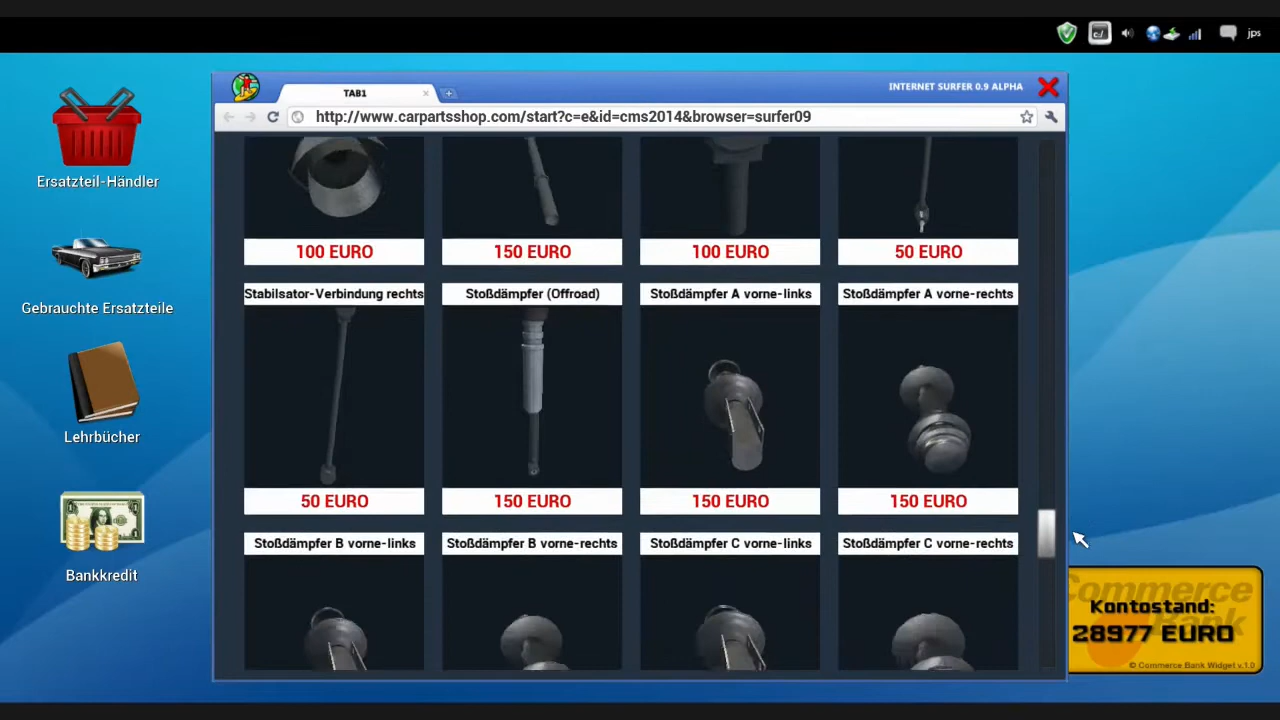 c:/
jps
TAB1
INTERNET SURFER 0.9 ALPHA
http://www.carpartsshop.com/start?c=e&id=cms2014&browser=surfer09
Ersatzteil-Händler
Gebrauchte Ersatzteile
Lehrbücher
Bankkredit
100 EURO
150 EURO
100 EURO
50 EURO
Stabilsator-Verbindung rechts
Stoßdämpfer (Offroad)
Stoßdämpfer A vorne-links
Stoßdämpfer A vorne-rechts
50 EURO
150 EURO
150 EURO
150 EURO
Stoßdämpfer B vorne-links
Stoßdämpfer B vorne-rechts
Stoßdämpfer C vorne-links
Stoßdämpfer C vorne-rechts
Commerce
Bank
Kontostand:
28977 EURO
© Commerce Bank Widget v.1.0